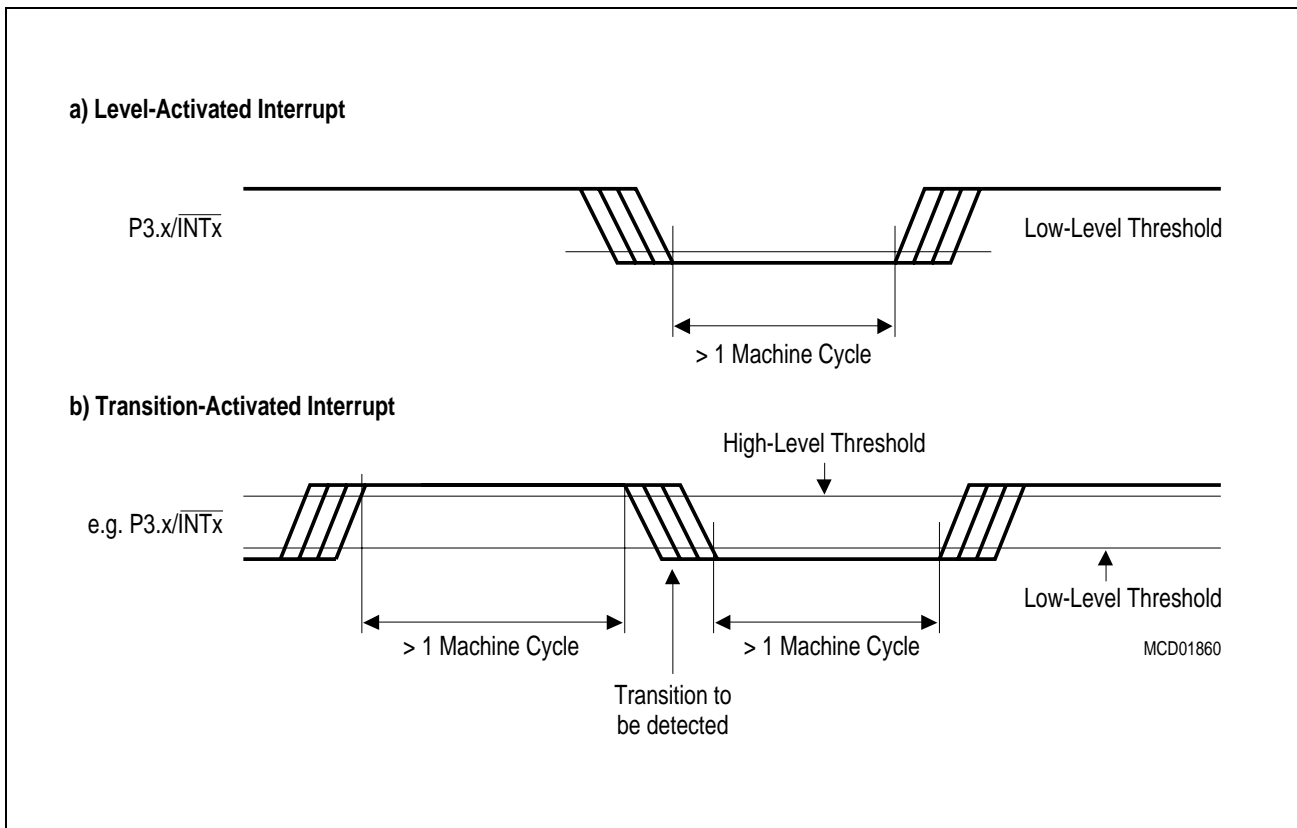 a) Level-Activated Interrupt
P3.x/INTx
Low-Level Threshold
> 1 Machine Cycle
b) Transition-Activated Interrupt
High-Level Threshold
e.g. P3.x/INTx
Low-Level Threshold
> 1 Machine Cycle
> 1 Machine Cycle
MCD01860
Transition to
be detected